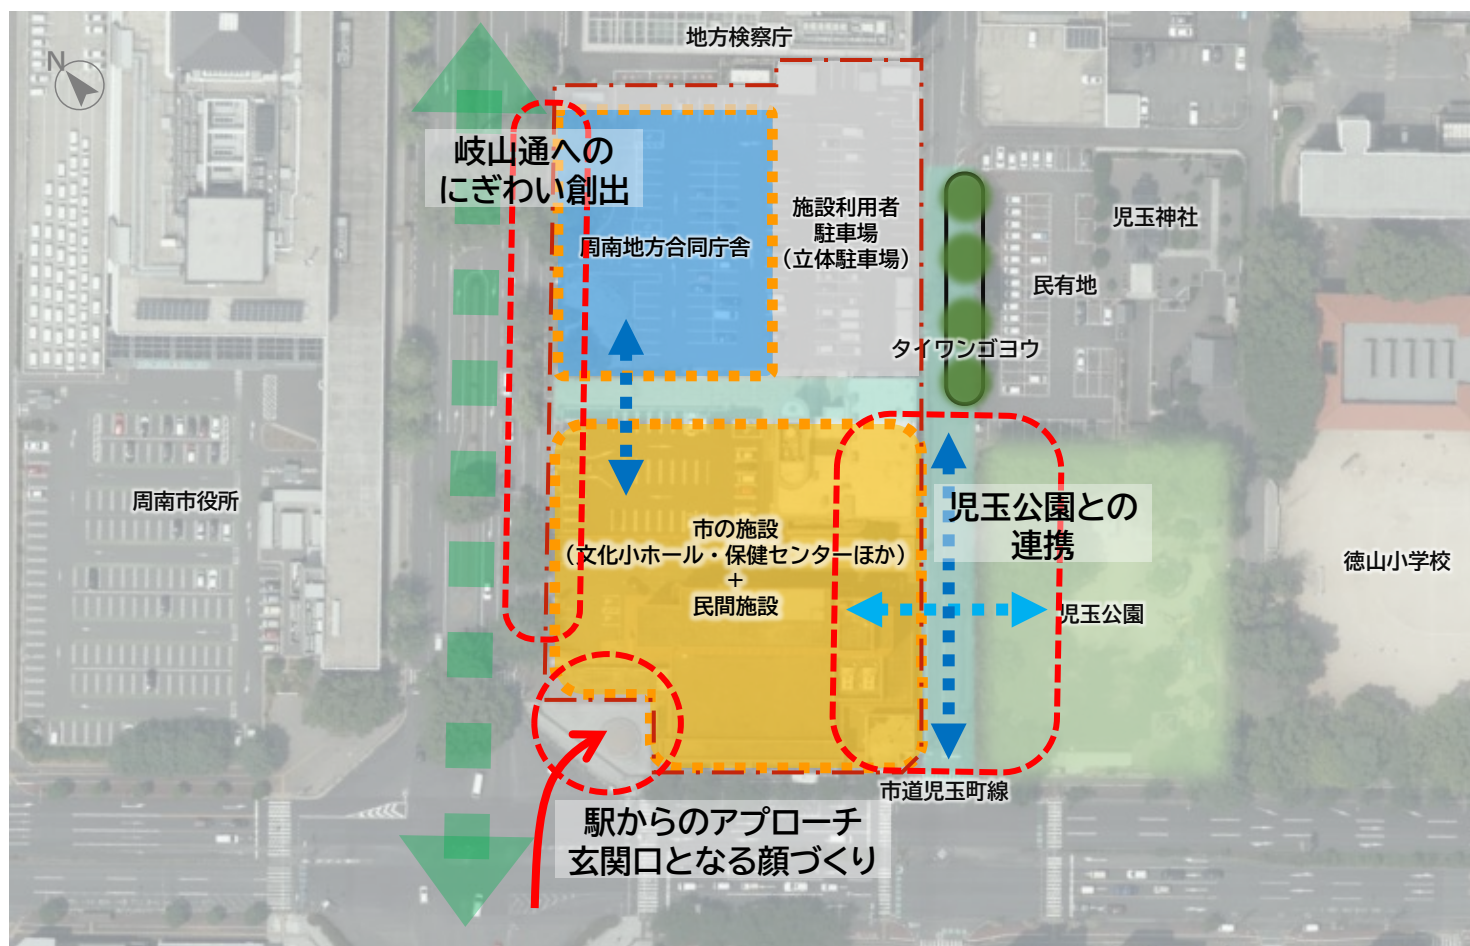 地方検察庁
N
岐山通への
にぎわい創出
施設利用者
駐車場
（立体駐車場）
児玉神社
周南地方合同庁舎
民有地
タイワンゴヨウ
周南市役所
市の施設
（文化小ホール・保健センターほか）
+
民間施設
児玉公園との
連携
徳山小学校
児玉公園
市道児玉町線
駅からのアプローチ
玄関口となる顔づくり